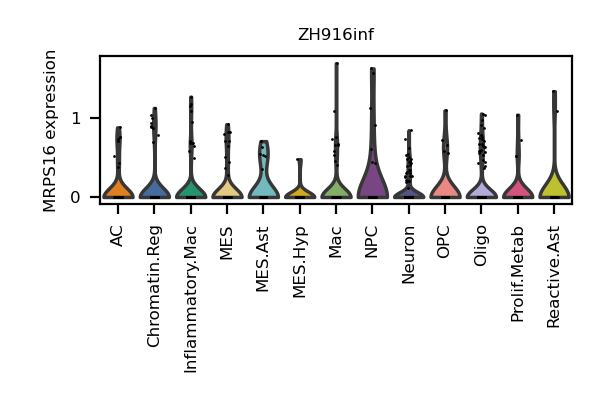 ZH916inf
MRPS16 expression
1
0
AC
Chromatin.Reg
Inflammatory.Mac
MES
MES.Ast
MES.Hyp
Mac
NPC
Neuron
OPC
Oligo
Prolif.Metab
Reactive.Ast